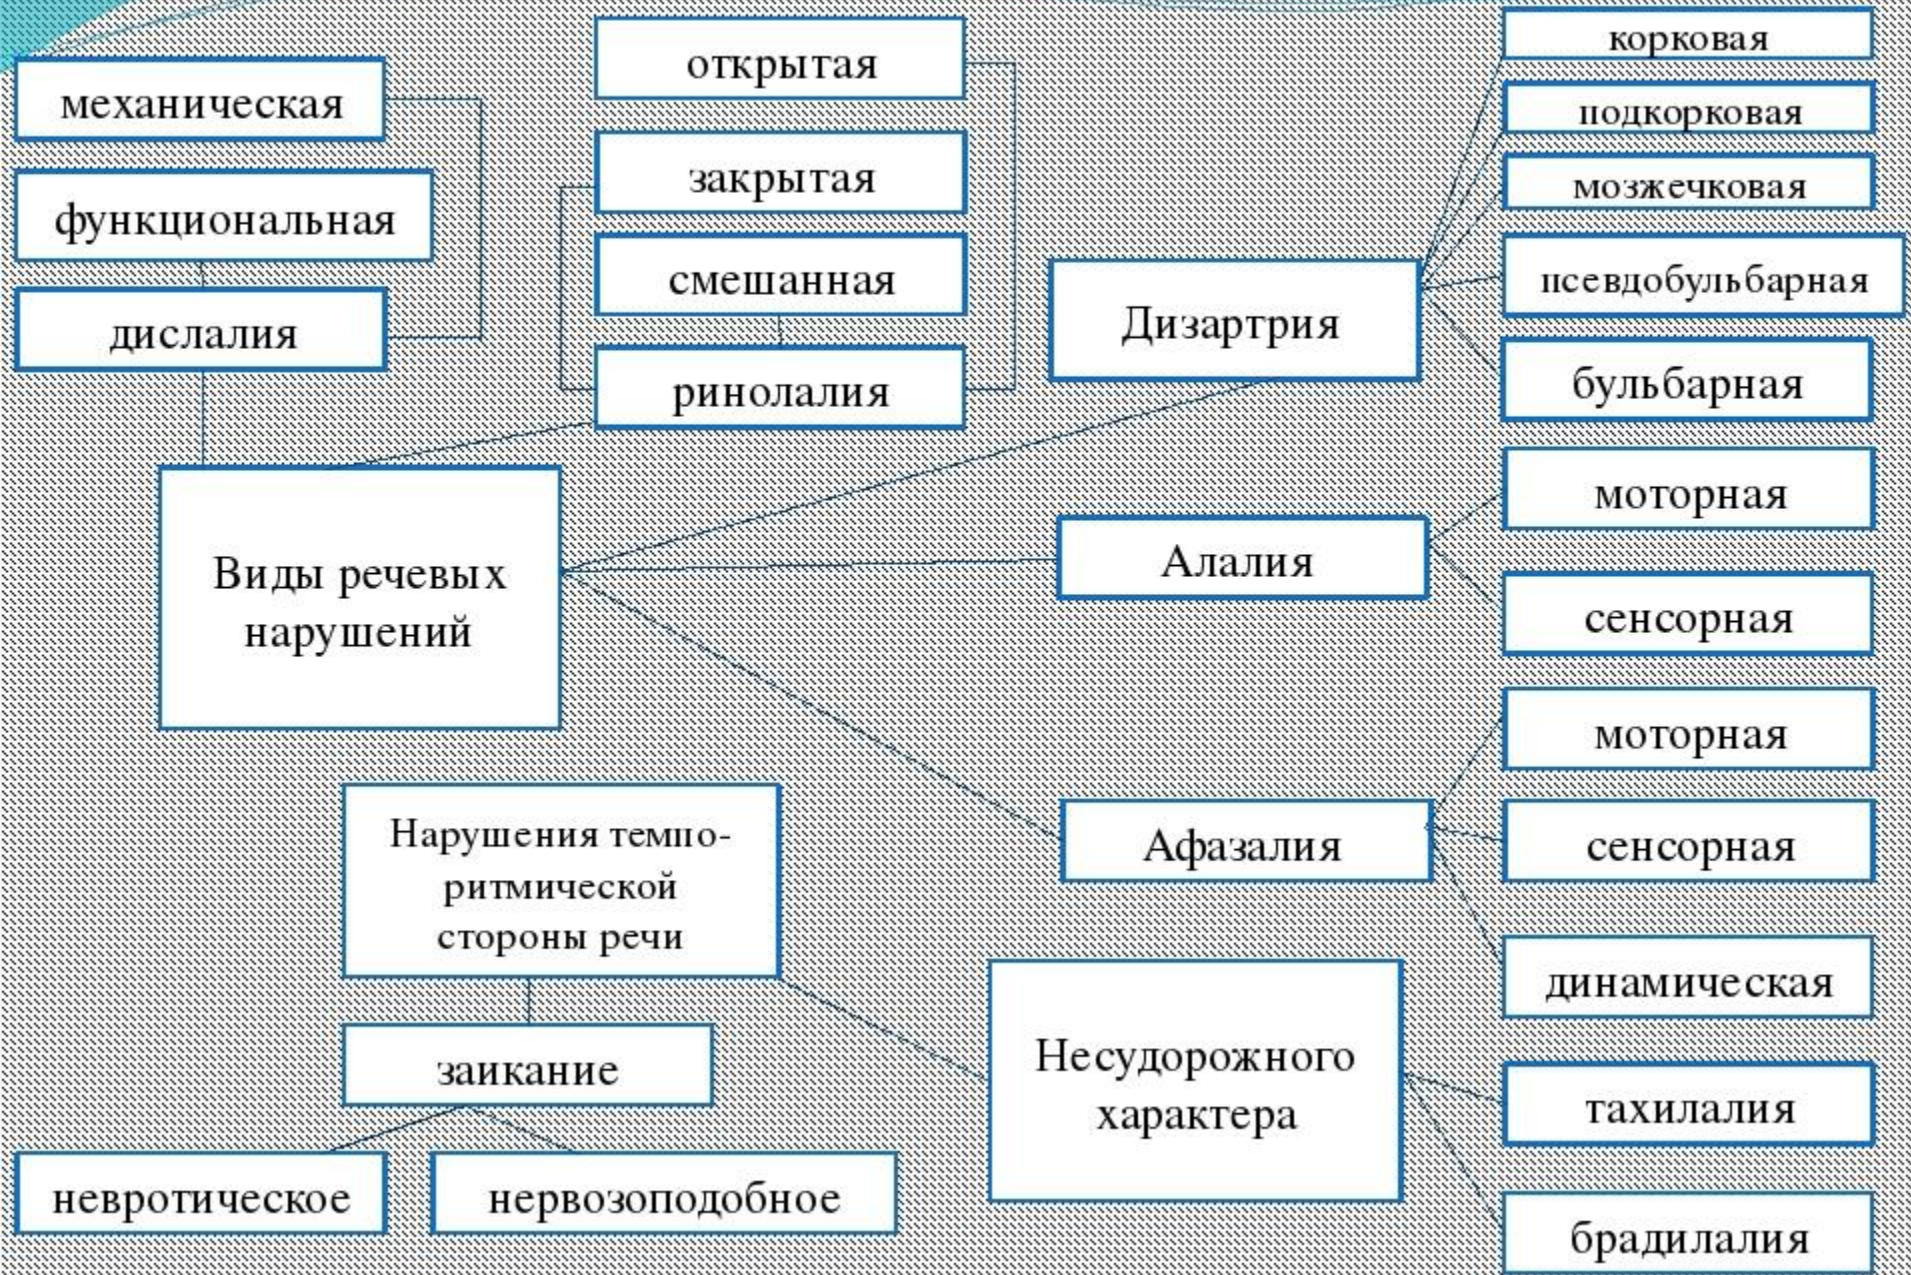 механическая
функциональная
дислалия
открытая
закрытая
смешанная
ринолалия
Дизартрия
корковая
подкорковая
мозжечковая
псевдобульбарная
бульбарная
Виды речевых
нарушений
Алалия
моторная
сенсорная
Афазалия
моторная
сенсорная
динамическая
Нарушения темпо-
ритмической
стороны речи
заикание
невротическое
нервозоподобное
Несудорожного
характера
тахилалия
брадилалия